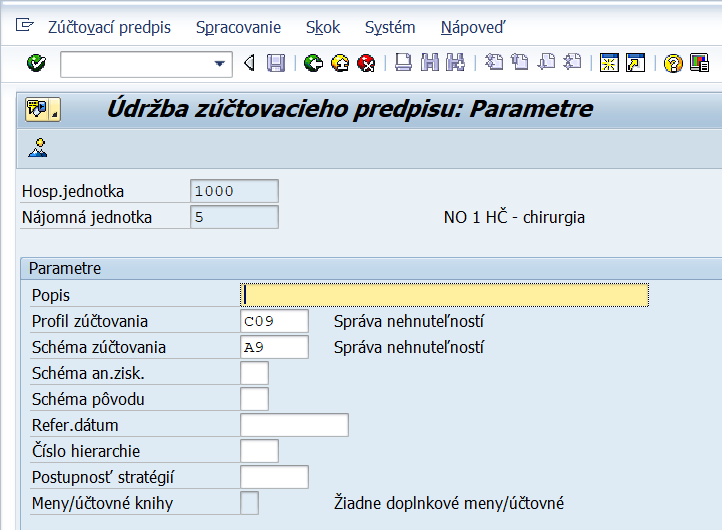 Zúčtovací predpis Spracovanie Skok Systém Nápoveď
Údržba zúčtovacieho predpisu: Parametre
Hosp.jednotka 1000
Nájomná jednotka 5 NO 1 HČ - chirurgia
Parametre
Popis
Profil zúčtovania C09 Správa nehnuteľností
Schéma zúčtovania A9 Správa nehnuteľností
Schéma an.zisk.
Schéma pôvodu
Refer.dátum
Číslo hierarchie
Postupnosť stratégií
Meny/účtovné knihy Žiadne doplnkové meny/účtovné